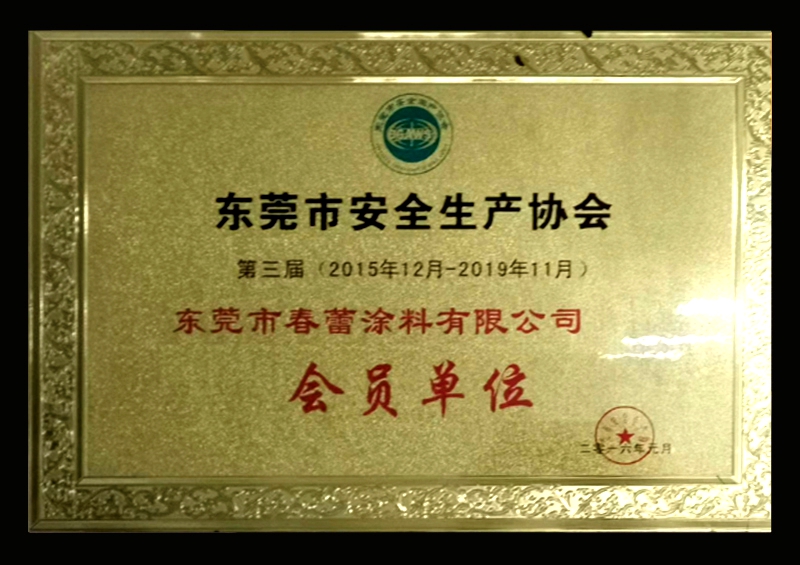 东莞市安全生产协会
第三届（2015年12月-2019年11月）
东莞市春蕾涂料有限公司
会员单位
二零一六年元月